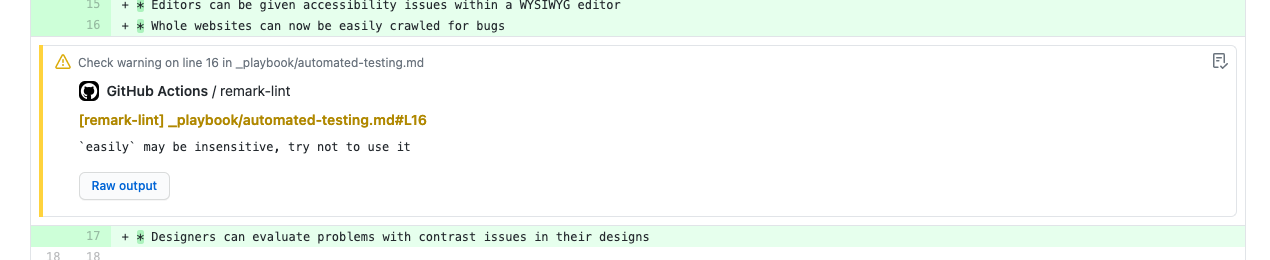 15 + * Editors can be given accessibility issues within a WYSIWYG editor
16 + * Whole websites can now be easily crawled for bugs
Check warning on line 16 in _playbook/automated-testing.md
GitHub Actions / remark-lint
[remark-lint] _playbook/automated-testing.md#L16
`easily` may be insensitive, try not to use it
Raw output
17 + * Designers can evaluate problems with contrast issues in their designs
18 18